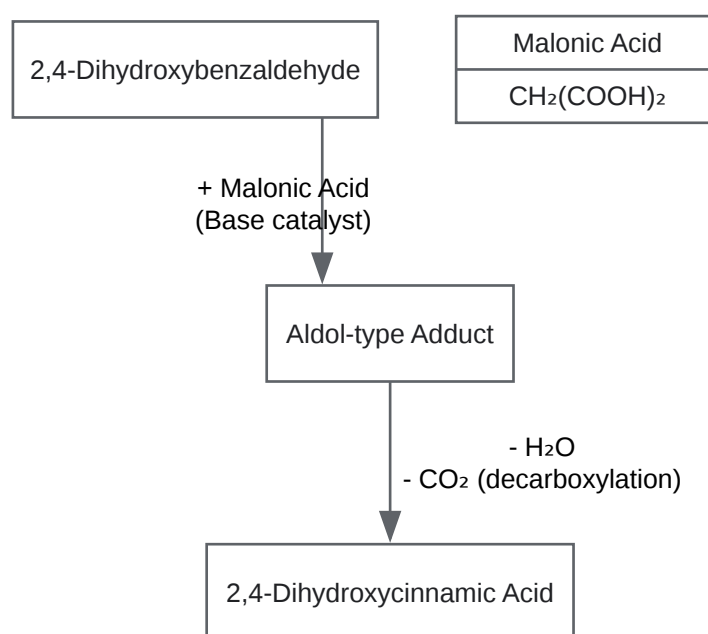 2,4-Dihydroxybenzaldehyde
Malonic Acid
CH₂(COOH)₂
+ Malonic Acid
(Base catalyst)
Aldol-type Adduct
- H₂O
- CO₂ (decarboxylation)
2,4-Dihydroxycinnamic Acid